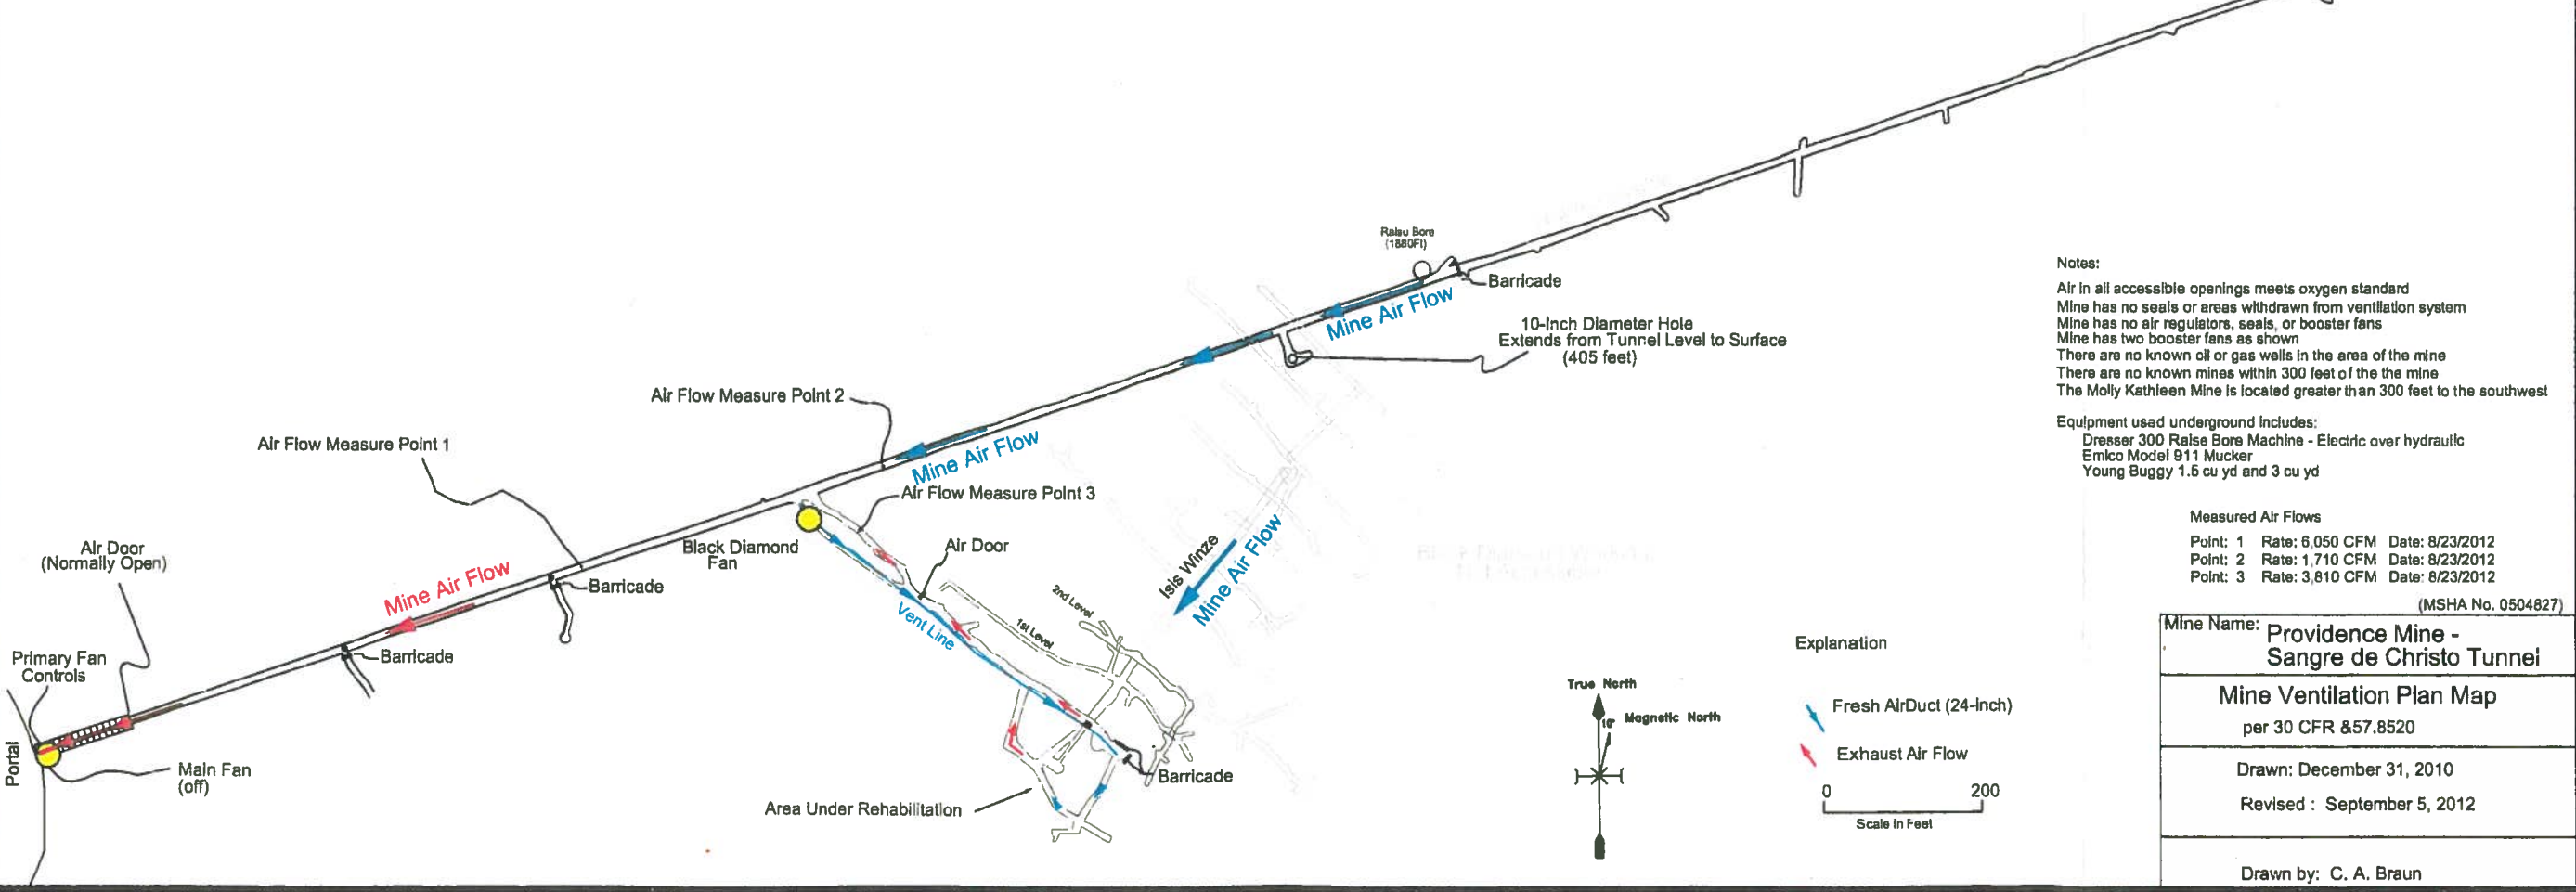 Raisu Bore
(1880Ft)
Barricade
Mine Air Flow
10-Inch Diameter Hole
Extends from Tunnel Level to Surface
(405 feet)
Air Flow Measure Point 2
Mine Air Flow
Air Flow Measure Point 1
Air Flow Measure Point 3
Black Diamond
Fan
Air Door
Air Door
(Normally Open)
Isis Winze
Mine Air Flow
Mine Air Flow
Barricade
Vent Line
2nd Level
1st Level
Barricade
Primary Fan
Controls
Portal
Main Fan
(off)
Barricade
Area Under Rehabilitation
Notes:
Air in all accessible openings meets oxygen standard
Mine has no seals or areas withdrawn from ventilation system
Mine has no air regulators, seals, or booster fans
Mine has two booster fans as shown
There are no known oil or gas wells in the area of the mine
There are no known mines within 300 feet of the the mine
The Molly Kathleen Mine is located greater than 300 feet to the southwest
Equipment used underground includes:
Dresser 300 Raise Bore Machine - Electric over hydraulic
Emico Model 911 Mucker
Young Buggy 1.5 cu yd and 3 cu yd
Measured Air Flows
Point: 1 Rate: 6,050 CFM Date: 8/23/2012
Point: 2 Rate: 1,710 CFM Date: 8/23/2012
Point: 3 Rate: 3,810 CFM Date: 8/23/2012
(MSHA No. 0504827)
Explanation
Fresh AirDuct (24-Inch)
Exhaust Air Flow
0 200
Scale in Feet
True North
Magnetic North
Mine Name: Providence Mine -
Sangre de Christo Tunnel
Mine Ventilation Plan Map
per 30 CFR &57.8520
Drawn: December 31, 2010
Revised : September 5, 2012
Drawn by: C. A. Braun